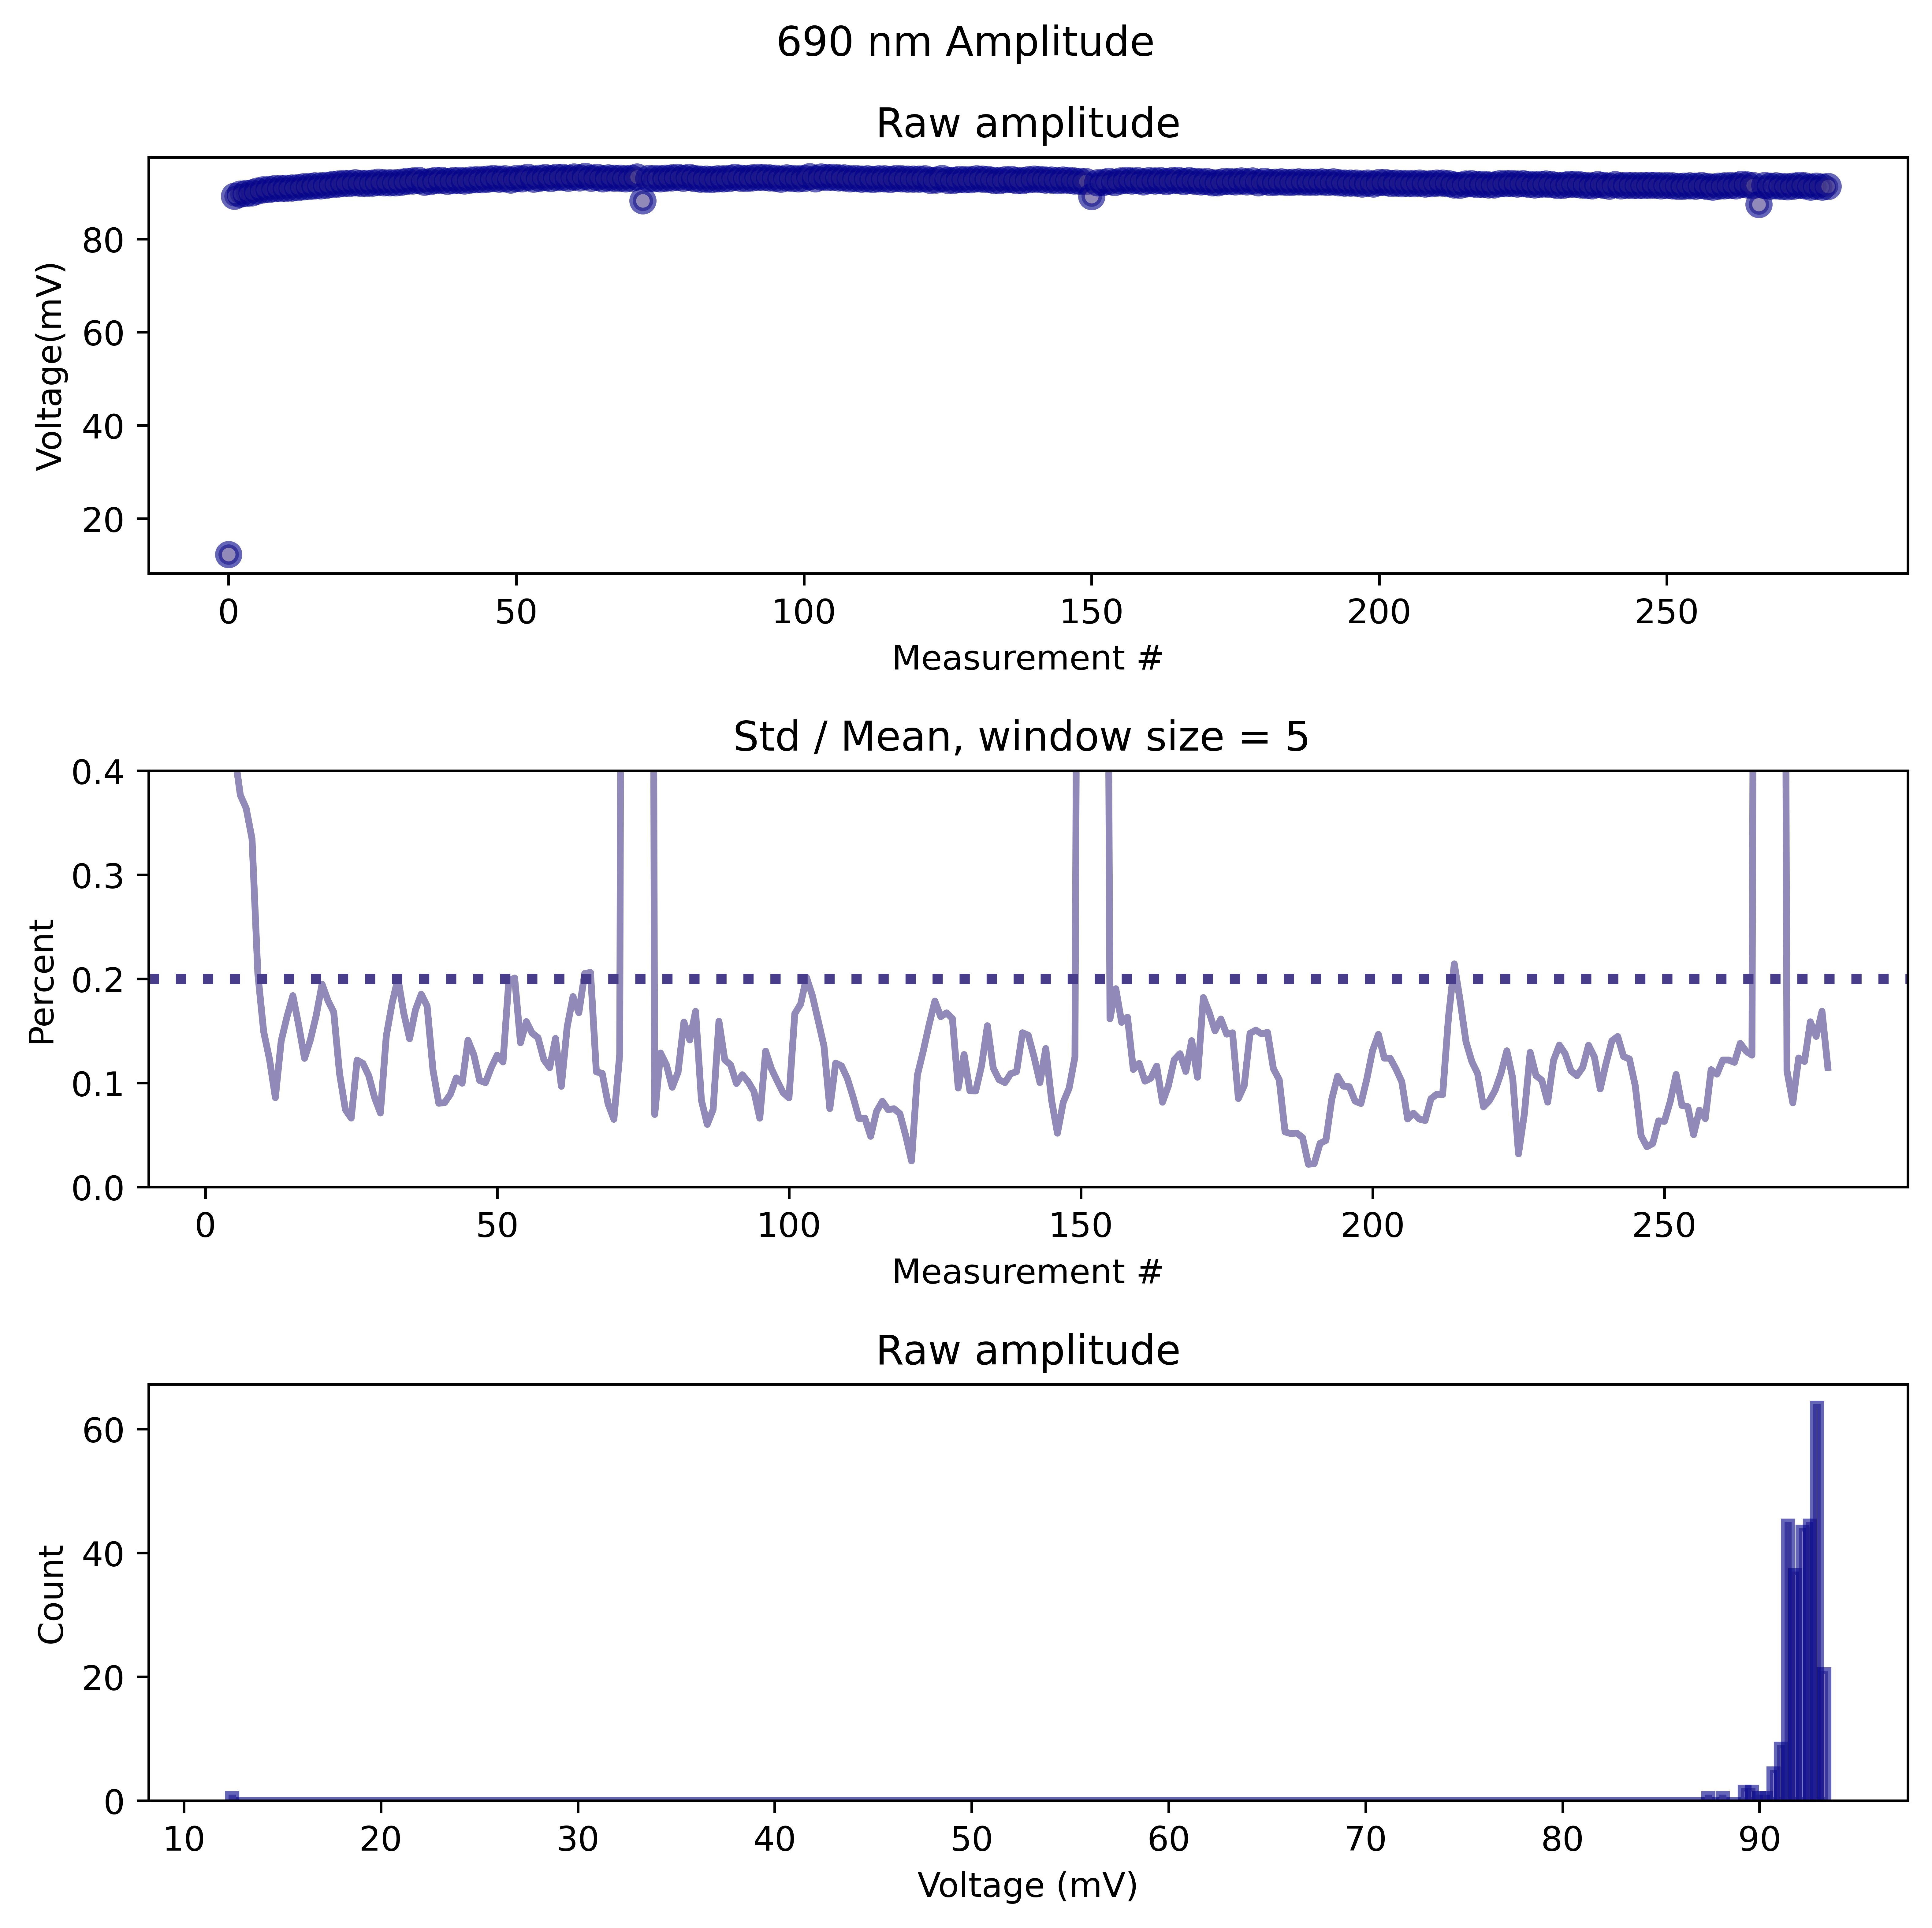 690 nm Amplitude
Raw amplitude
80
60
40
20
Voltage(mV)
0 50 100 150 200 250
Measurement #
Std / Mean, window size = 5
0.4
0.3
0.2
0.1
0.0
Percent
0 50 100 150 200 250
Measurement #
Raw amplitude
60
40
20
0
Count
10 20 30 40 50 60 70 80 90
Voltage (mV)